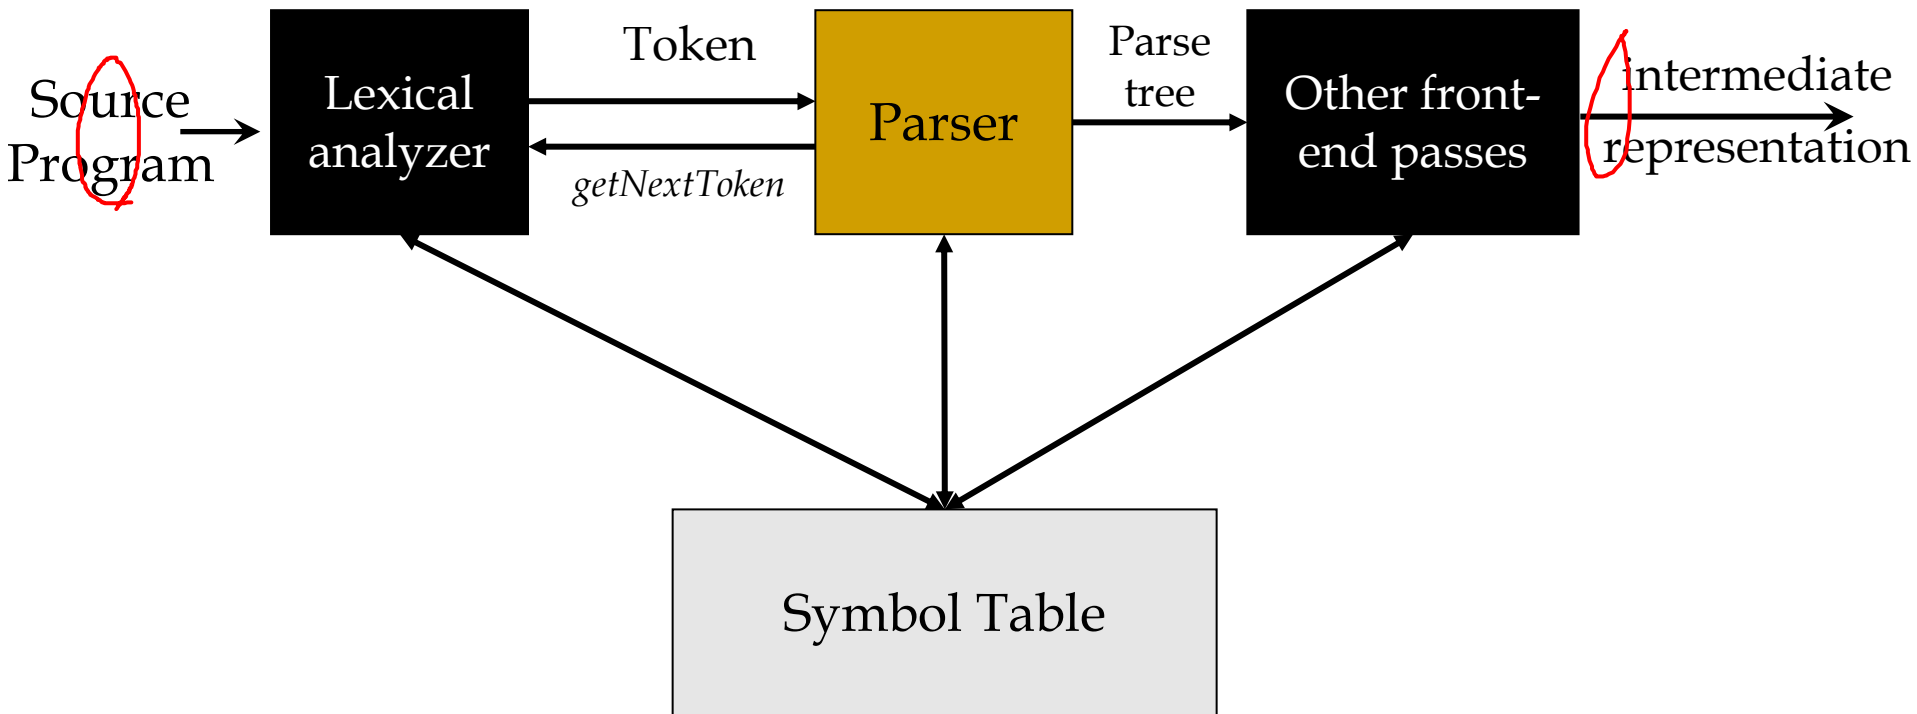 Source
Program
Lexical
analyzer
Token
getNextToken
Parser
Parse
tree
Other front-
end passes
intermediate
representation
Symbol Table